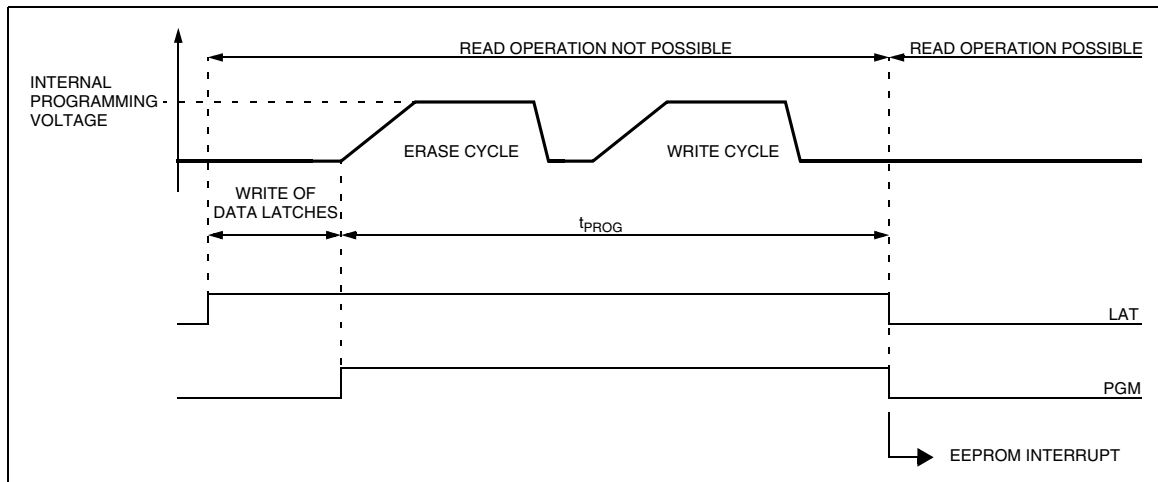 READ OPERATION NOT POSSIBLE
READ OPERATION POSSIBLE
INTERNAL
PROGRAMMING
VOLTAGE
ERASE CYCLE
WRITE CYCLE
WRITE OF
DATA LATCHES
tPROG
LAT
PGM
EEPROM INTERRUPT